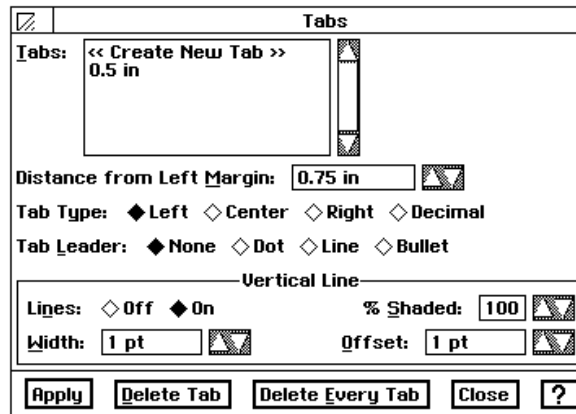 Tabs
Tabs: << Create New Tab >>
0.5 in
Distance from Left Margin: 0.75 in
Tab Type: Left Center Right Decimal
Tab Leader: None Dot Line Bullet
Vertical Line
Lines: Off On % Shaded: 100
Width: 1 pt Offset: 1 pt
Apply Delete Tab Delete Every Tab Close ?